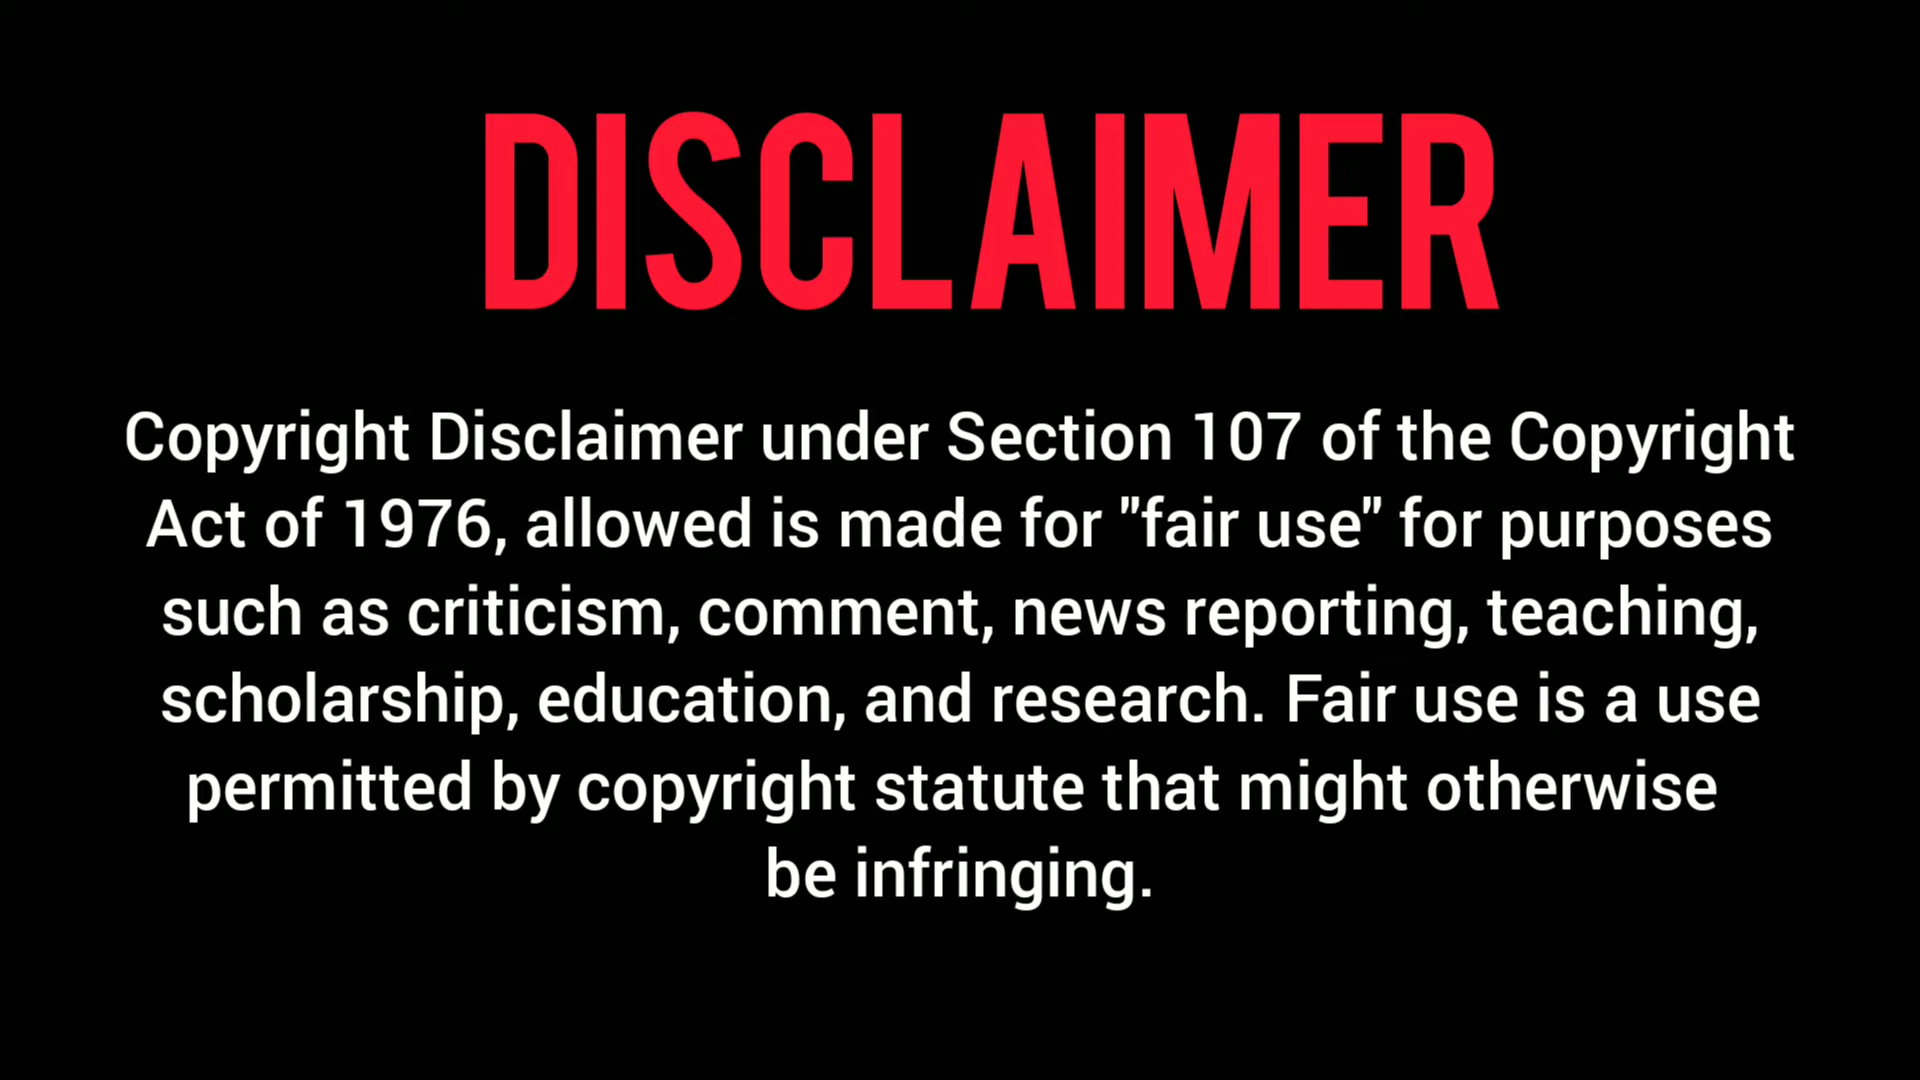 DISCLAIMER
Copyright Disclaimer under Section 107 of the Copyright
Act of 1976, allowed is made for "fair use" for purposes
such as criticism, comment, news reporting, teaching,
scholarship, education, and research. Fair use is a use
permitted by copyright statute that might otherwise
be infringing.